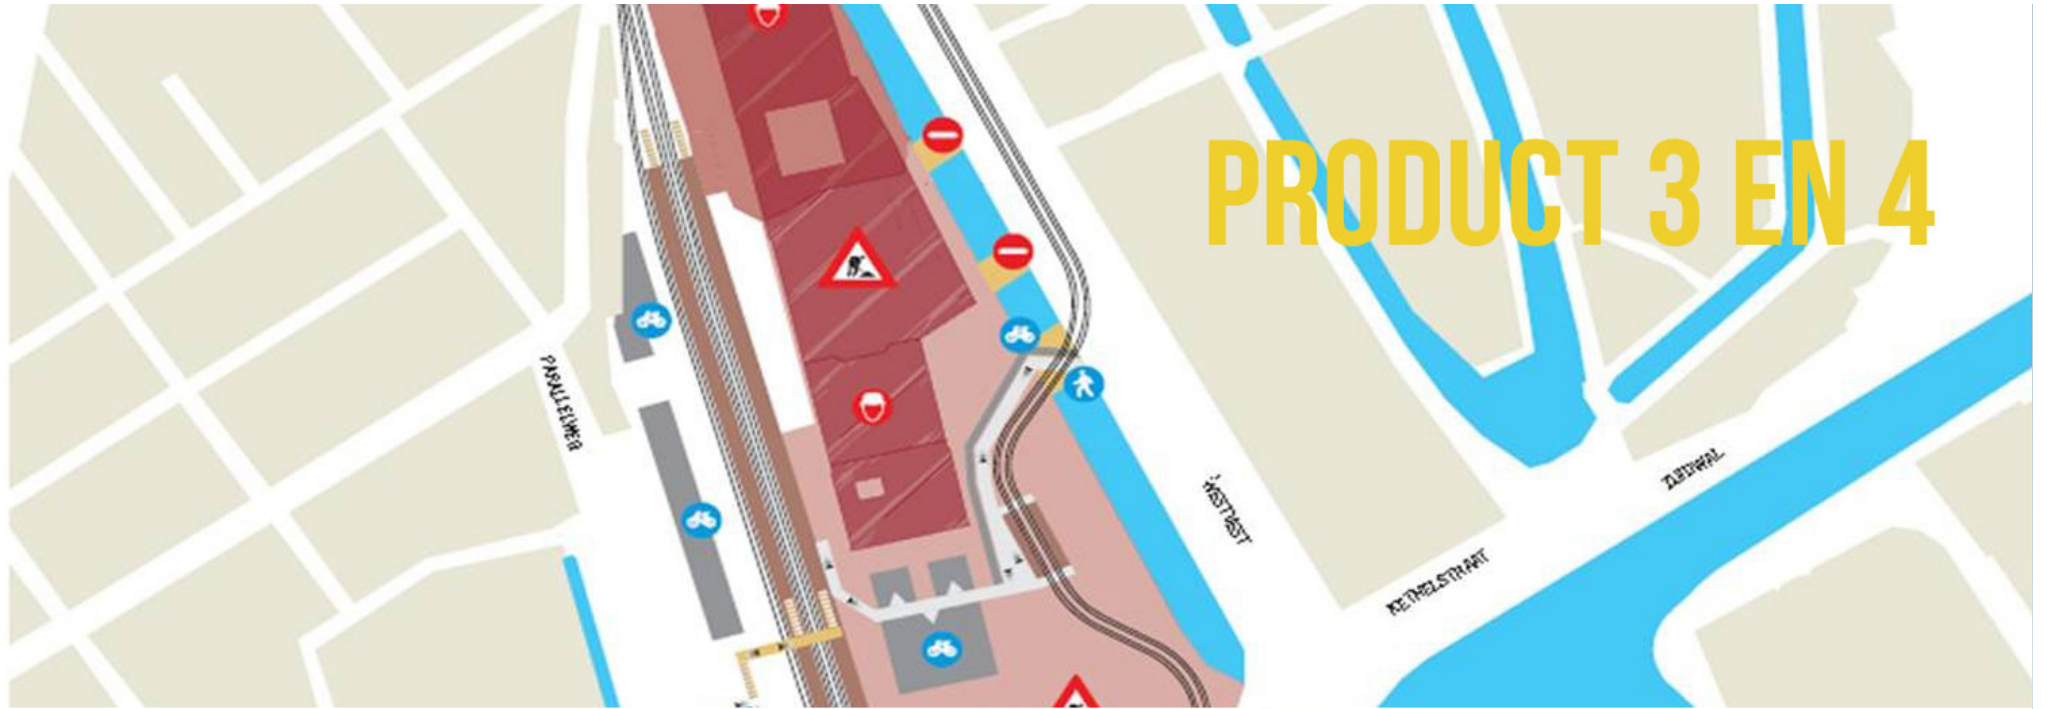 PRODUCT 3 EN 4
PARALLELWEG
WESTVEST
ZUIDWAL
KETHELSTRAAT